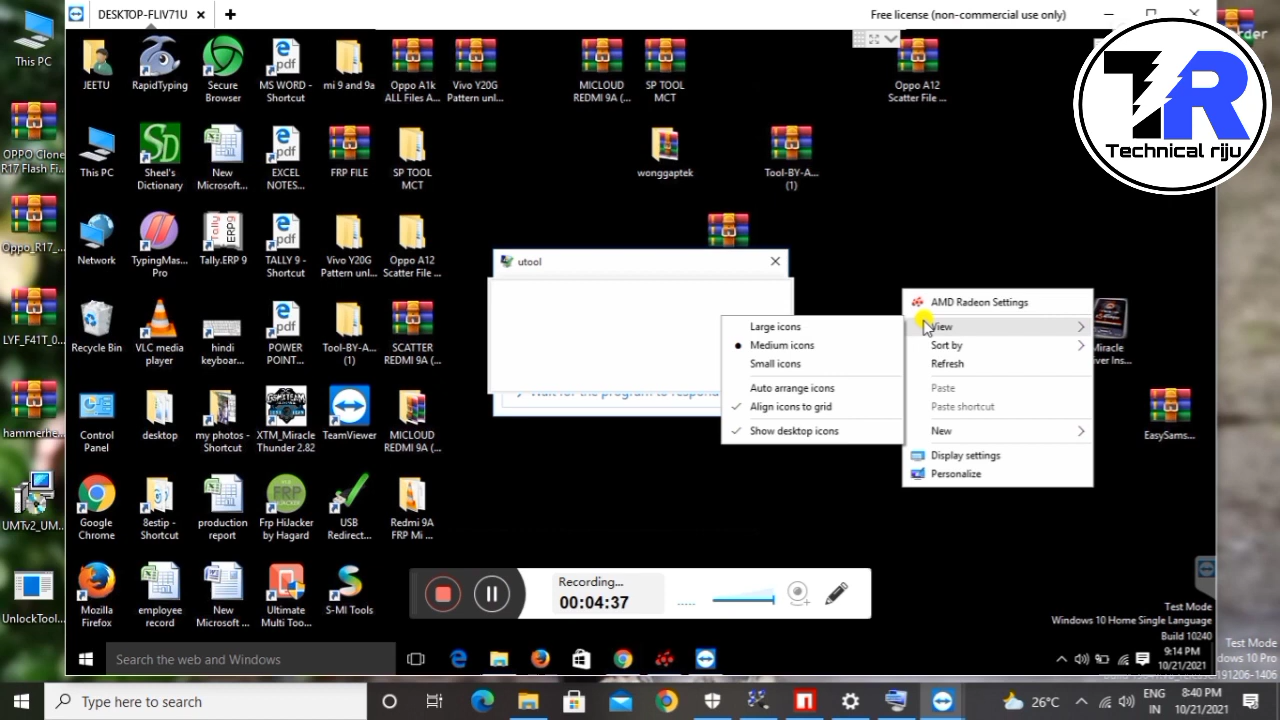 DESKTOP-FLIV71U
Free license (non-commercial use only)
TR
Technical riju
This PC
OPPO Clone
R17 Flash Fi...
Oppo_R17_...
LYF_F41T_0...
hammerhe...
UMTv2_UM...
UnlockTool...
JEETU
RapidTyping
Secure
Browser
MS WORD -
Shortcut
mi 9 and 9a
Oppo A1k
ALL Files A...
Vivo Y20G
Pattern unl...
MICLOUD
REDMI 9A (...
SP TOOL
MCT
Oppo A12
Scatter File ...
This PC
Sheel's
Dictionary
New
Microsoft...
EXCEL
NOTES...
FRP FILE
SP TOOL
MCT
wonggaptek
Tool-BY-A...
(1)
Network
TypingMas...
Pro
Tally.ERP 9
TALLY 9 -
Shortcut
Vivo Y20G
Pattern unl...
Oppo A12
Scatter File ...
utool
Recycle Bin
VLC media
player
hindi
keyboar...
POWER
POINT...
Tool-BY-A...
(1)
SCATTER
REDMI 9A (...
Wait for the program to respond
Large icons
Medium icons
Small icons
Auto arrange icons
Align icons to grid
Show desktop icons
AMD Radeon Settings
View
Sort by
Refresh
Paste
Paste shortcut
New
Display settings
Personalize
Miracle
EasySams...
Control
Panel
desktop
my photos -
Shortcut
XTM_Miracle
Thunder 2.82
TeamViewer
MICLOUD
REDMI 9A (...
Google
Chrome
8estip -
Shortcut
production
report
Frp HiJacker
by Hagard
USB
Redirect...
Redmi 9A
FRP Mi ...
Mozilla
Firefox
employee
record
New
Microsoft ...
Ultimate
Multi Too...
S-MI Tools
Recording...
00:04:37
Test Mode
Windows 10 Home Single Language
Build 10240
9:14 PM
10/21/2021
Search the web and Windows
Test Mode
Type here to search
26°C
ENG
IN
8:40 PM
10/21/2021